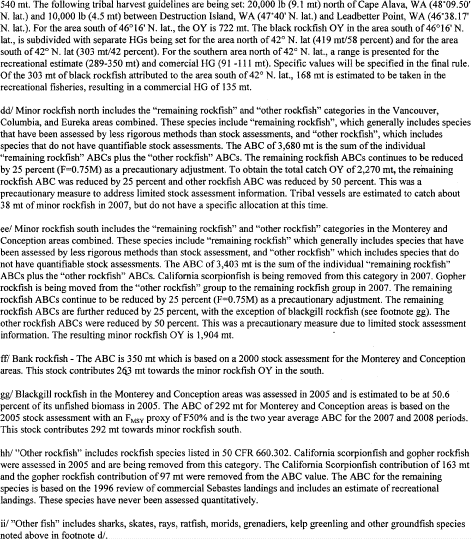 540 mt. The following tribal harvest guidelines are being set: 20,000 lb (9.1 mt) north of Cape Alava, WA (48°09.50'
N. lat.) and 10,000 lb (4.5 mt) between Destination Island, WA (47°40' N. lat.) and Leadbetter Point, WA (46°38.17'
N. lat.). For the area south of 46°16' N. lat., the OY is 722 mt. The black rockfish OY in the area south of 46°16' N.
lat., is subdivided with separate HGs being set for the area north of 42° N. lat (419 mt/58 percent) and for the area
south of 42° N. lat (303 mt/42 percent). For the southern area north of 42° N. lat., a range is presented for the
recreational estimate (289-350 mt) and comercial HG (91 -111 mt). Specific values will be specified in the final rule.
Of the 303 mt of black rockfish attributed to the area south of 42° N. lat., 168 mt is estimated to be taken in the
recreational fisheries, resulting in a commercial HG of 135 mt.
dd/ Minor rockfish north includes the "remaining rockfish" and "other rockfish" categories in the Vancouver,
Columbia, and Eureka areas combined. These species include "remaining rockfish", which generally includes species
that have been assessed by less rigorous methods than stock assessments, and "other rockfish", which includes
species that do not have quantifiable stock assessments. The ABC of 3,680 mt is the sum of the individual
"remaining rockfish" ABCs plus the "other rockfish" ABCs. The remaining rockfish ABCs continues to be reduced
by 25 percent (F=0.75M) as a precautionary adjustment. To obtain the total catch OY of 2,270 mt, the remaining
rockfish ABC was reduced by 25 percent and other rockfish ABC was reduced by 50 percent. This was a
precautionary measure to address limited stock assessment information. Tribal vessels are estimated to catch about
38 mt of minor rockfish in 2007, but do not have a specific allocation at this time.
ee/ Minor rockfish south includes the "remaining rockfish" and "other rockfish" categories in the Monterey and
Conception areas combined. These species include "remaining rockfish" which generally includes species that have
been assessed by less rigorous methods than stock assessment, and "other rockfish" which includes species that do
not have quantifiable stock assessments. The ABC of 3,403 mt is the sum of the individual "remaining rockfish"
ABCs plus the "other rockfish" ABCs. California scorpionfish is being removed from this category in 2007. Gopher
rockfish is being moved from the "other rockfish" group to the remaining rockfish group in 2007. The remaining
rockfish ABCs continue to be reduced by 25 percent (F=0.75M) as a precautionary adjustment. The remaining
rockfish ABCs are further reduced by 25 percent, with the exception of blackgill rockfish (see footnote gg). The
other rockfish ABCs were reduced by 50 percent. This was a precautionary measure due to limited stock assessment
information. The resulting minor rockfish OY is 1,904 mt.
ff/ Bank rockfish - The ABC is 350 mt which is based on a 2000 stock assessment for the Monterey and Conception
areas. This stock contributes 263 mt towards the minor rockfish OY in the south.
gg/ Blackgill rockfish in the Monterey and Conception areas was assessed in 2005 and is estimated to be at 50.6
percent of its unfished biomass in 2005. The ABC of 292 mt for Monterey and Conception areas is based on the
2005 stock assessment with an FMSY proxy of F50% and is the two year average ABC for the 2007 and 2008 periods.
This stock contributes 292 mt towards minor rockfish south.
hh/ "Other rockfish" includes rockfish species listed in 50 CFR 660.302. California scorpionfish and gopher rockfish
were assessed in 2005 and are being removed from this category. The California Scorpionfish contribution of 163 mt
and the gopher rockfish contribution of 97 mt were removed from the ABC value. The ABC for the remaining
species is based on the 1996 review of commercial Sebastes landings and includes an estimate of recreational
landings. These species have never been assessed quantitatively.
ii/ "Other fish" includes sharks, skates, rays, ratfish, morids, grenadiers, kelp greenling and other groundfish species
noted above in footnote d/.